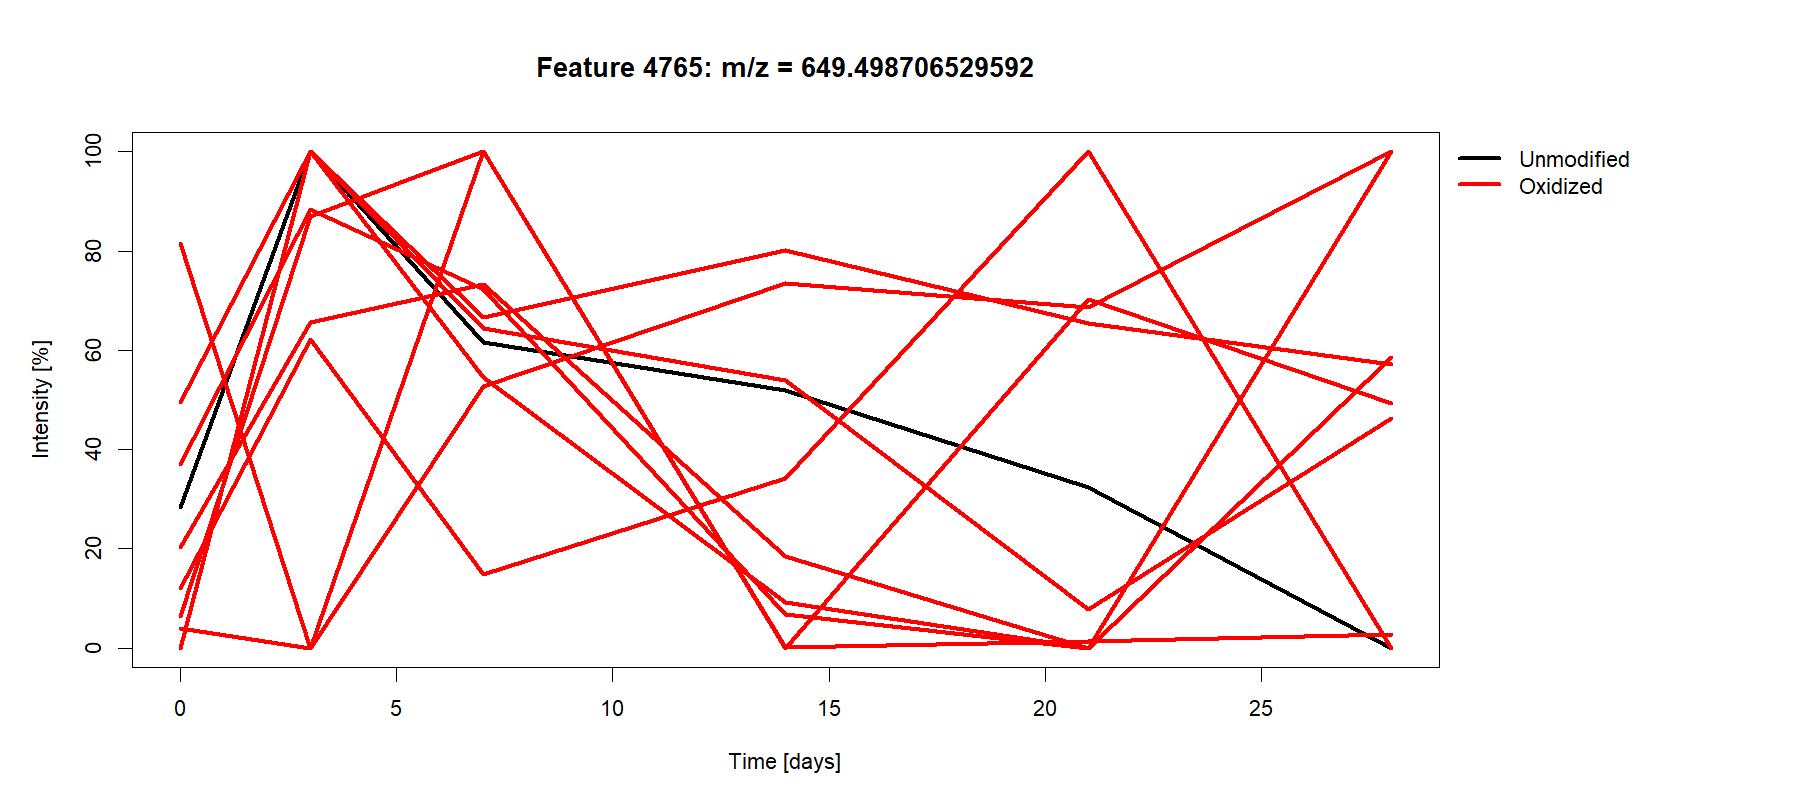 Feature 4765: m/z = 649.498706529592
Unmodified
Oxidized
Intensity [%]
100
80
60
40
20
0
0 5 10 15 20 25
Time [days]